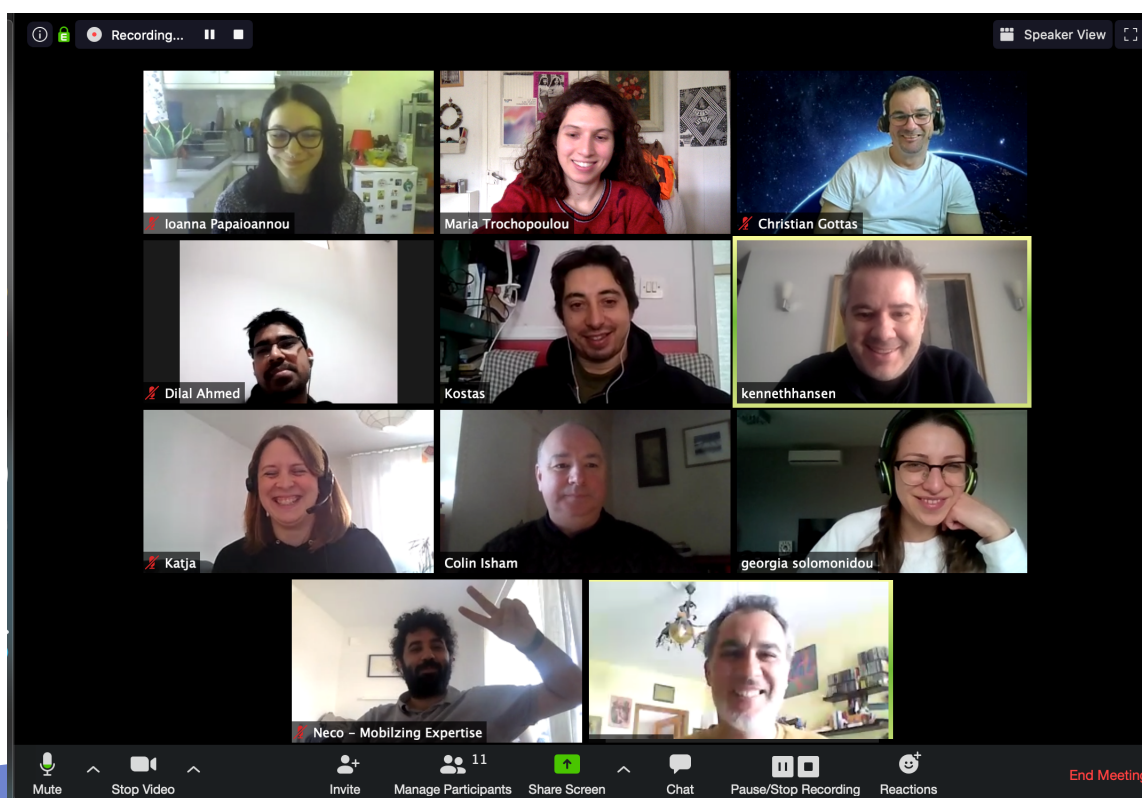 Recording...
Speaker View
Ioanna Papaioannou
Maria Trochopoulou
Christian Gottas
Dilal Ahmed
Kostas
kennethhansen
Katja
Colin Isham
georgia solomonidou
Neco – Mobilzing Expertise
11
Mute
Stop Video
Invite
Manage Participants
Share Screen
Chat
Pause/Stop Recording
Reactions
End Meeting